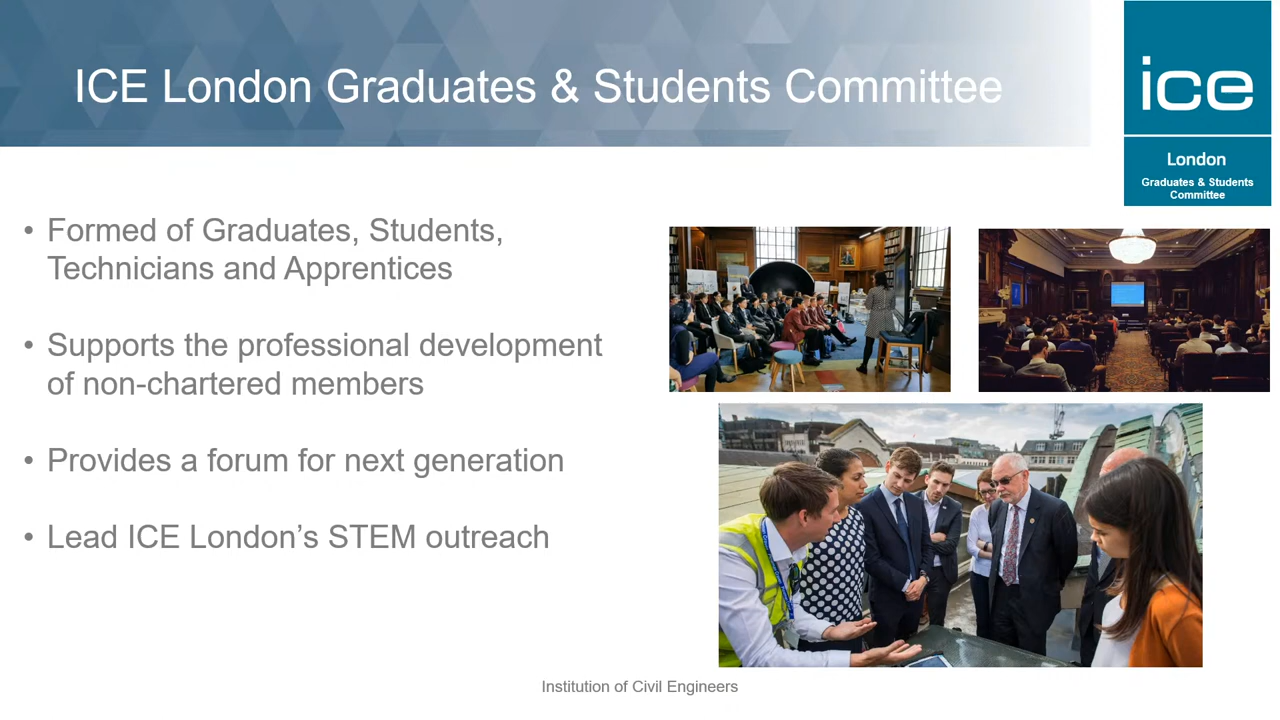 ICE London Graduates & Students Committee
ice
London
Graduates & Students
Committee
• Formed of Graduates, Students,
Technicians and Apprentices
• Supports the professional development
of non-chartered members
• Provides a forum for next generation
• Lead ICE London’s STEM outreach
Institution of Civil Engineers